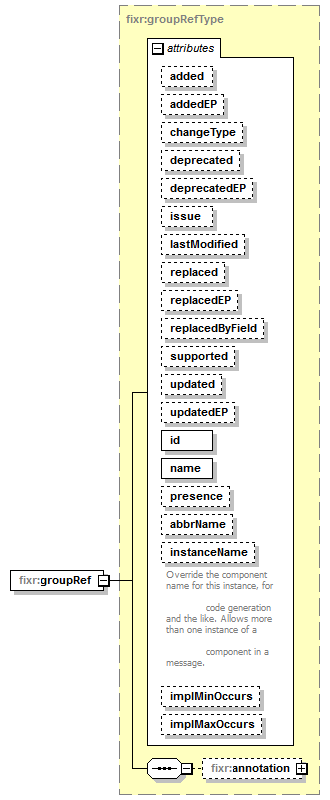 fixr:groupRefType
attributes
added
addedEP
changeType
deprecated
deprecatedEP
issue
lastModified
replaced
replacedEP
replacedByField
supported
updated
updatedEP
id
name
presence
abbrName
instanceName
Override the component
name for this instance, for
code generation
and the like. Allows more
than one instance of a
component in a
message.
implMinOccurs
implMaxOccurs
fixr:groupRef
fixr:annotation